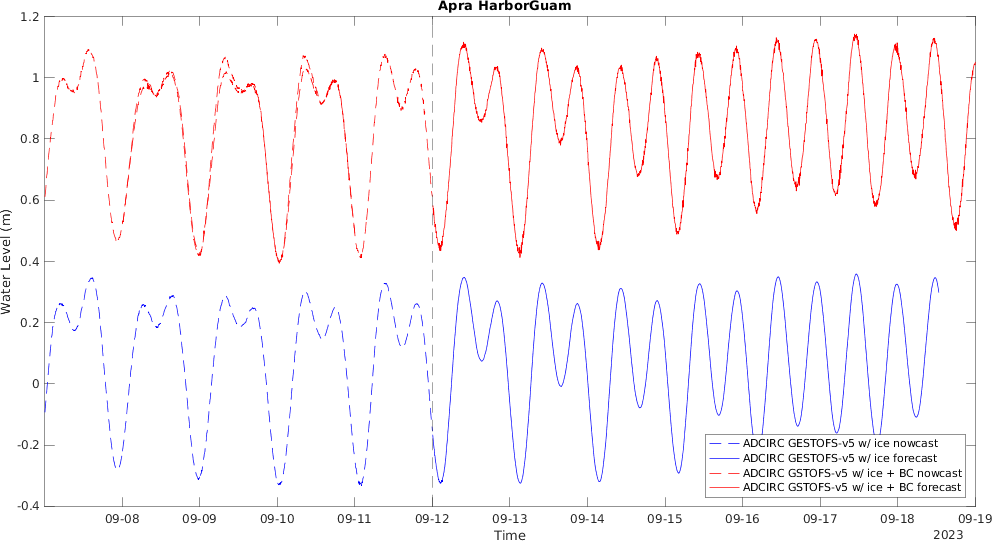 Apra HarborGuam
1.2
1
0.8
0.6
0.4
0.2
0
-0.2
-0.4
Water Level (m)
ADCIRC GESTOFS-v5 w/ ice nowcast
ADCIRC GESTOFS-v5 w/ ice forecast
ADCIRC GSTOFS-v5 w/ ice + BC nowcast
ADCIRC GSTOFS-v5 w/ ice + BC forecast
09-08 09-09 09-10 09-11 09-12 09-13 09-14 09-15 09-16 09-17 09-18 09-19
Time
2023